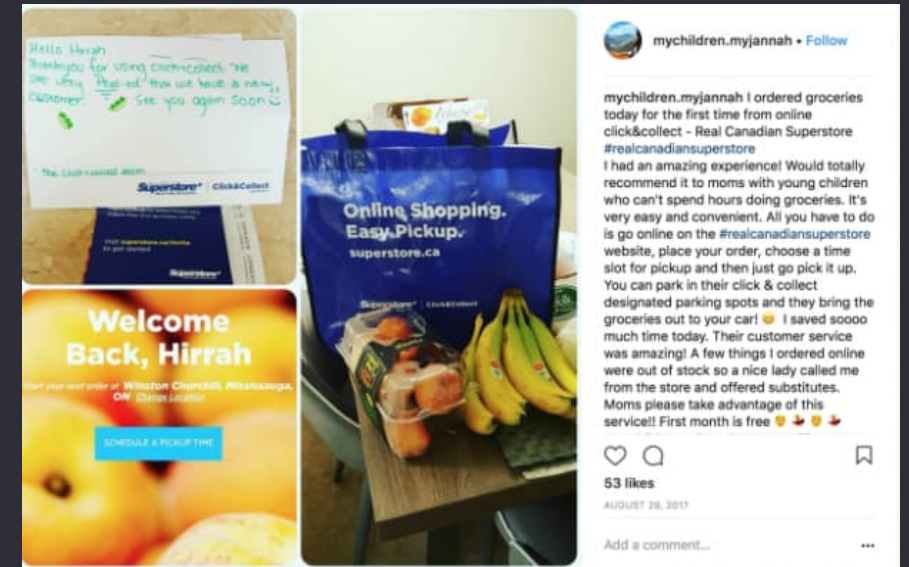 Hello Hirrah
Thankyou for using click+collect. We
are very Pleas-ed that we have a new
customer See you again soon
The click+collect team
Superstore Click&Collect
Visit superstore.ca/invite
to get started
Superstore
Welcome
Back, Hirrah
Start your next order at Winston Churchill, Mississauga,
ON Change Location
SCHEDULE A PICKUP TIME
Online Shopping.
Easy Pickup.
superstore.ca
Superstore CLICK&COLLECT
mychildren.myjannah • Follow
mychildren.myjannah I ordered groceries
today for the first time from online
click&collect - Real Canadian Superstore
#realcanadiansuperstore
I had an amazing experience! Would totally
recommend it to moms with young children
who can't spend hours doing groceries. It's
very easy and convenient. All you have to do
is go online on the #realcanadiansuperstore
website, place your order, choose a time
slot for pickup and then just go pick it up.
You can park in their click & collect
designated parking spots and they bring the
groceries out to your car! 😊 I saved soooo
much time today. Their customer service
was amazing! A few things I ordered online
were out of stock so a nice lady called me
from the store and offered substitutes.
Moms please take advantage of this
service!! First month is free
53 likes
AUGUST 29, 2017
Add a comment...